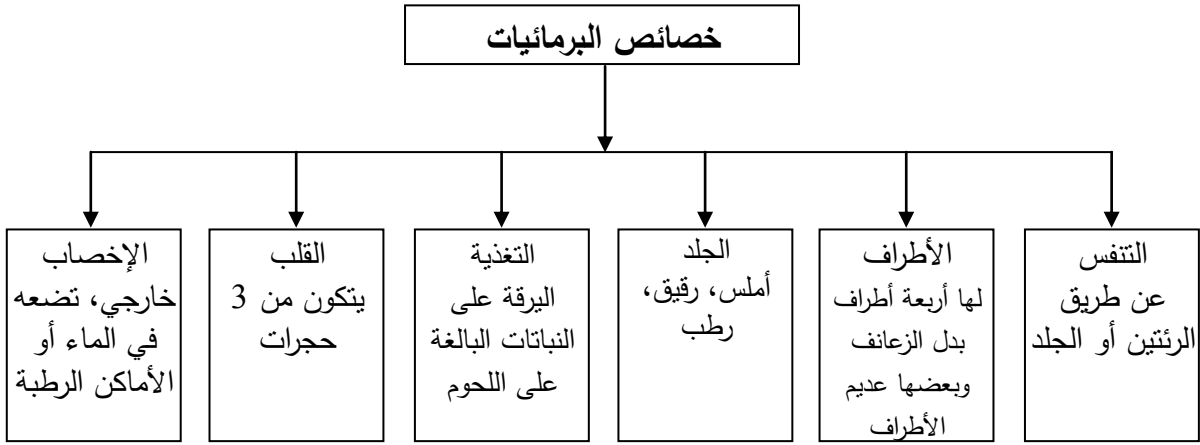 خصائص البرمائيات
التنفس
عن طريق
الرئتين أو الجلد
الأطراف
لها أربعة أطراف
بدل الزعانف
وبعضها عديم
الأطراف
الجلد
أملس، رقيق،
رطب
التغذية
اليرقة على
النباتات البالغة
على اللحوم
القلب
يتكون من 3
حجرات
الإخصاب
خارجي، تضعه
في الماء أو
الأماكن الرطبة